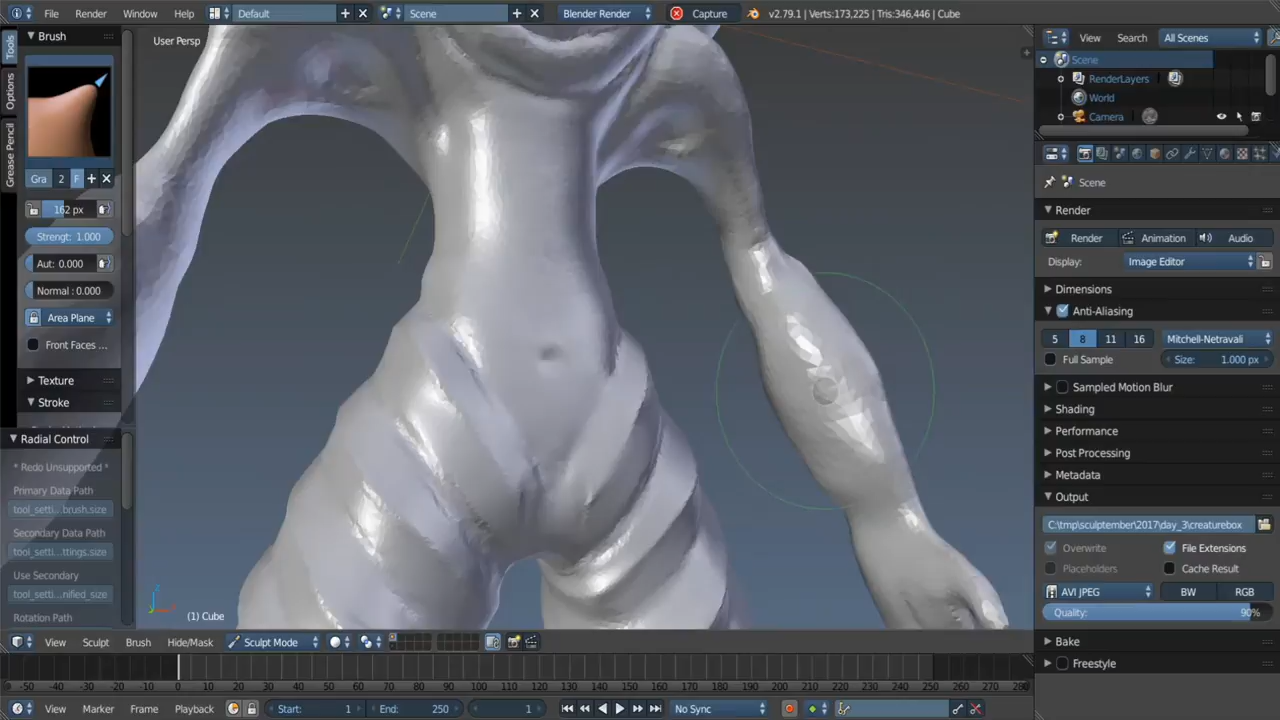 File Render Window Help Default Scene Blender Render Capture v2.79.1 | Verts:173,225 | Tris:346,446 | Cube
Tools
Options
Grease Pencil
Brush
Gra 2 F
162 px
Strengt: 1.000
Aut: 0.000
Normal : 0.000
Area Plane
Front Faces ...
Texture
Stroke
Radial Control
* Redo Unsupported *
Primary Data Path
tool_setti...brush.size
Secondary Data Path
tool_setti...ttings.size
Use Secondary
tool_setti...nified_size
Rotation Path
User Persp
(1) Cube
View Sculpt Brush Hide/Mask Sculpt Mode
-50 -40 -30 -20 -10 0 10 20 30 40 50 60 70 80 90 100 110 120 130 140 150 160 170 180 190 200 210 220 230 240 250 260 270 280
View Marker Frame Playback Start: 1 End: 250 1 No Sync
View Search All Scenes
Scene
RenderLayers
World
Camera
Scene
Render
Render Animation Audio
Display: Image Editor
Dimensions
Anti-Aliasing
5 8 11 16 Mitchell-Netravali
Full Sample Size: 1.000 px
Sampled Motion Blur
Shading
Performance
Post Processing
Metadata
Output
C:\tmp\sculptember\2017\day_3\creaturebox
Overwrite File Extensions
Placeholders Cache Result
AVI JPEG BW RGB
Quality: 90%
Bake
Freestyle